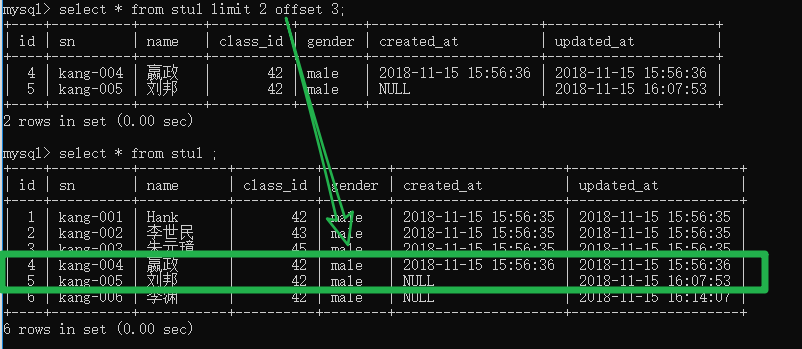 mysql> select * from stul limit 2 offset 3;
+----+----------+--------+----------+--------+---------------------+---------------------+
| id | sn | name | class_id | gender | created_at | updated_at |
+----+----------+--------+----------+--------+---------------------+---------------------+
| 4 | kang-004 | 嬴政 | 42 | male | 2018-11-15 15:56:36 | 2018-11-15 15:56:36 |
| 5 | kang-005 | 刘邦 | 42 | male | NULL | 2018-11-15 16:07:53 |
+----+----------+--------+----------+--------+---------------------+---------------------+
2 rows in set (0.00 sec)
mysql> select * from stul ;
+----+----------+-----------+----------+--------+---------------------+---------------------+
| id | sn | name | class_id | gender | created_at | updated_at |
+----+----------+-----------+----------+--------+---------------------+---------------------+
| 1 | kang-001 | Hank | 42 | male | 2018-11-15 15:56:35 | 2018-11-15 15:56:35 |
| 2 | kang-002 | 李世民 | 43 | male | 2018-11-15 15:56:35 | 2018-11-15 15:56:35 |
| 3 | kang-003 | 朱元璋 | 45 | male | 2018-11-15 15:56:35 | 2018-11-15 15:56:35 |
| 4 | kang-004 | 嬴政 | 42 | male | 2018-11-15 15:56:36 | 2018-11-15 15:56:36 |
| 5 | kang-005 | 刘邦 | 42 | male | NULL | 2018-11-15 16:07:53 |
| 6 | kang-006 | 李渊 | 42 | male | NULL | 2018-11-15 16:14:07 |
+----+----------+-----------+----------+--------+---------------------+---------------------+
6 rows in set (0.00 sec)